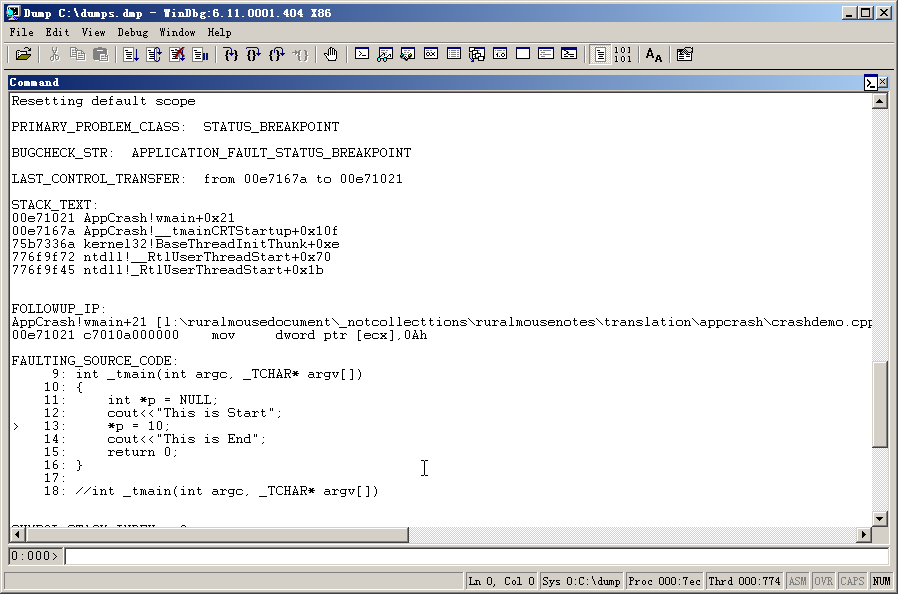 Dump C:\dumps.dmp - WinDbg:6.11.0001.404 X86
File Edit View Debug Window Help
Command
Resetting default scope
PRIMARY_PROBLEM_CLASS:  STATUS_BREAKPOINT
BUGCHECK_STR:  APPLICATION_FAULT_STATUS_BREAKPOINT
LAST_CONTROL_TRANSFER:  from 00e7167a to 00e71021
STACK_TEXT:
00e71021 AppCrash!wmain+0x21
00e7167a AppCrash!__tmainCRTStartup+0x10f
75b7336a kernel32!BaseThreadInitThunk+0xe
776f9f72 ntdll!__RtlUserThreadStart+0x70
776f9f45 ntdll!_RtlUserThreadStart+0x1b
FOLLOWUP_IP:
AppCrash!wmain+21 [l:\ruralmousedocument\_notcollecttions\ruralmousenotes\translation\appcrash\crashdemo.cpp
00e71021 c7010a000000    mov     dword ptr [ecx],0Ah
FAULTING_SOURCE_CODE:
9: int _tmain(int argc, _TCHAR* argv[])
10: {
11:     int *p = NULL;
12:     cout<<"This is Start";
>   13:     *p = 10;
14:     cout<<"This is End";
15:     return 0;
16: }
17:
18: //int _tmain(int argc, _TCHAR* argv[])
0:000>
Ln 0, Col 0 Sys 0:C:\dump Proc 000:7ec Thrd 000:774 ASM OVR CAPS NUM